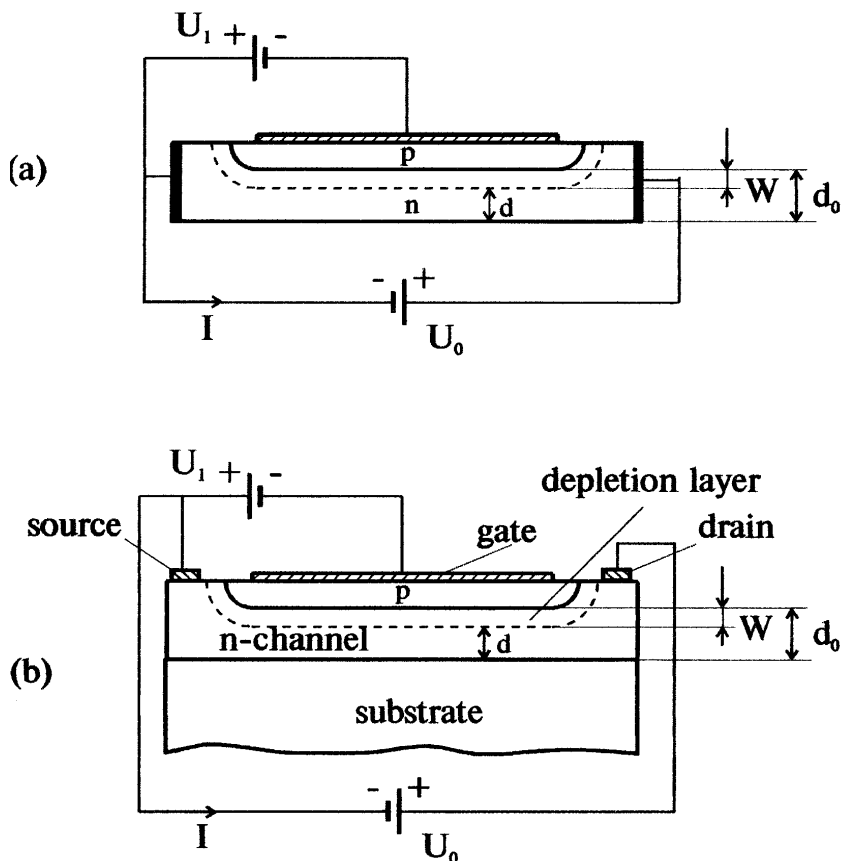 U₁ + -
(a)
p
n
d
W
d₀
- +
I
U₀
U₁ + -
depletion layer
source
gate
drain
p
n-channel
d
W
d₀
(b)
substrate
- +
I
U₀